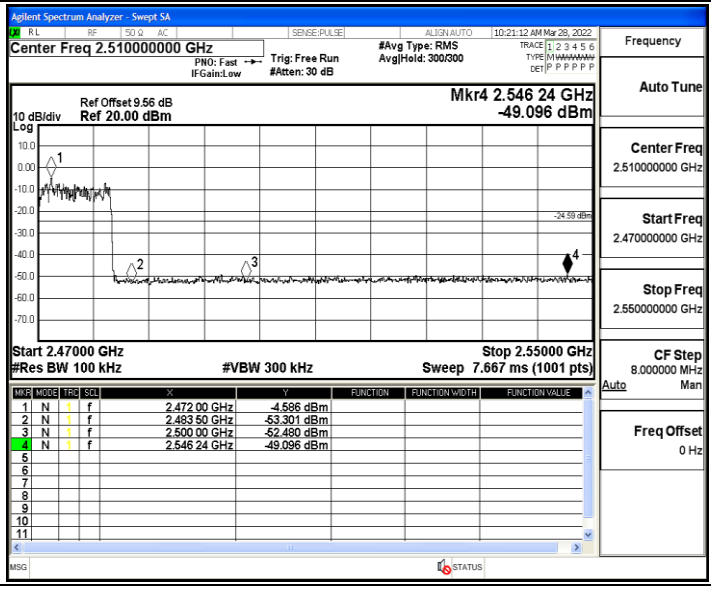 Agilent Spectrum Analyzer - Swept SA
RL RF 50 Ω AC SENSE:PULSE ALIGN AUTO 10:21:12 AM Mar 28, 2022
Center Freq 2.510000000 GHz #Avg Type: RMS TRACE 1 2 3 4 5 6
PNO: Fast Trig: Free Run Avg|Hold: 300/300 TYPE M
IFGain:Low #Atten: 30 dB DET P P P P P P
Frequency
Auto Tune
Center Freq
2.510000000 GHz
Start Freq
2.470000000 GHz
Stop Freq
2.550000000 GHz
CF Step
8.000000 MHz
Auto Man
Freq Offset
0 Hz
Mkr4 2.546 24 GHz
-49.096 dBm
Ref Offset 9.56 dB
10 dB/div Ref 20.00 dBm
Log
10.0
0.00
-10.0
-20.0
-30.0
-40.0
-50.0
-60.0
-70.0
1
2
3
4
-24.59 dBm
Start 2.47000 GHz Stop 2.55000 GHz
#Res BW 100 kHz #VBW 300 kHz Sweep 7.667 ms (1001 pts)
MKR MODE TRC SCL X Y FUNCTION FUNCTION WIDTH FUNCTION VALUE
1 N 1 f 2.472 00 GHz -4.586 dBm
2 N 1 f 2.483 50 GHz -53.301 dBm
3 N 1 f 2.500 00 GHz -52.480 dBm
4 N 1 f 2.546 24 GHz -49.096 dBm
5
6
7
8
9
10
11
MSG STATUS